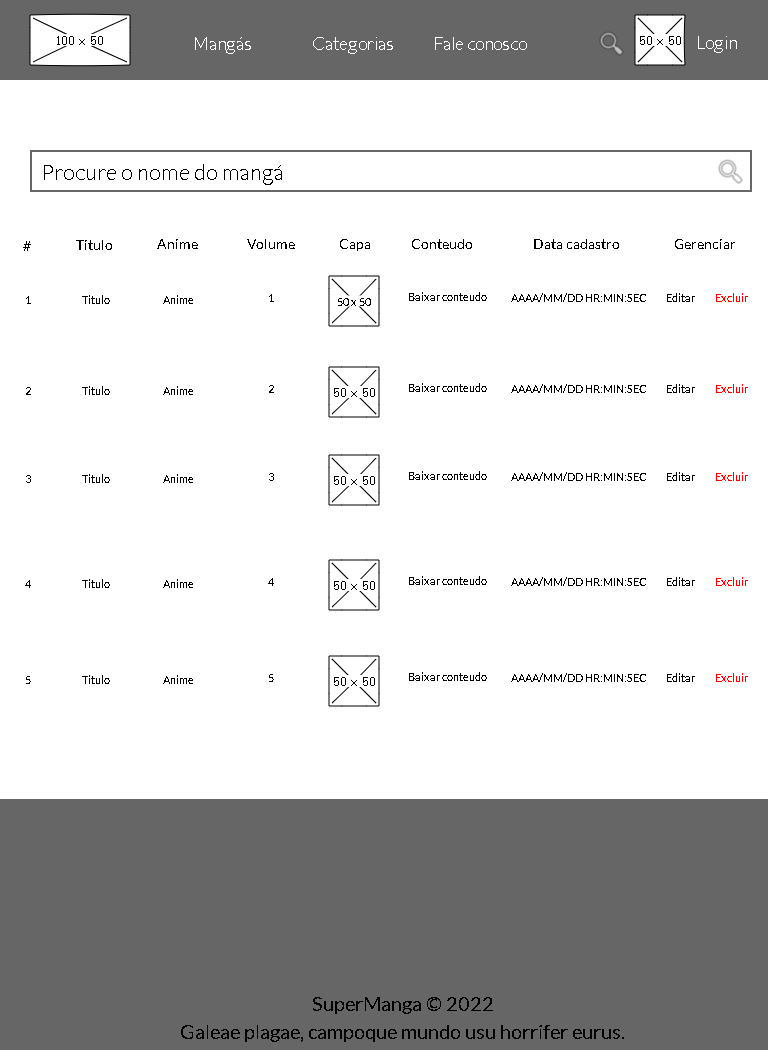 100 x 50 Mangás Categorias Fale conosco 50 x 50 Login
Procure o nome do mangá
# Titulo Anime Volume Capa Conteudo Data cadastro Gerenciar
1 Titulo Anime 1 50 x 50 Baixar conteudo AAAA/MM/DD HR:MIN:SEC Editar Excluir
2 Titulo Anime 2 50 x 50 Baixar conteudo AAAA/MM/DD HR:MIN:SEC Editar Excluir
3 Titulo Anime 3 50 x 50 Baixar conteudo AAAA/MM/DD HR:MIN:SEC Editar Excluir
4 Titulo Anime 4 50 x 50 Baixar conteudo AAAA/MM/DD HR:MIN:SEC Editar Excluir
5 Titulo Anime 5 50 x 50 Baixar conteudo AAAA/MM/DD HR:MIN:SEC Editar Excluir
SuperManga © 2022
Galeae plagae, campoque mundo usu horrifer eurus.